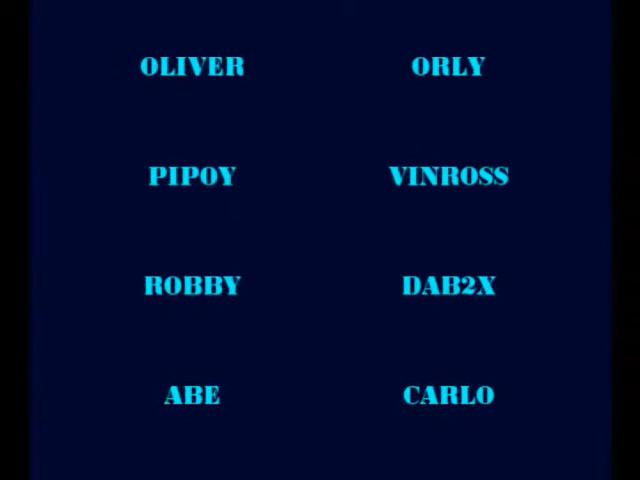 OLIVER ORLY
PIPOY VINROSS
ROBBY DAB2X
ABE CARLO